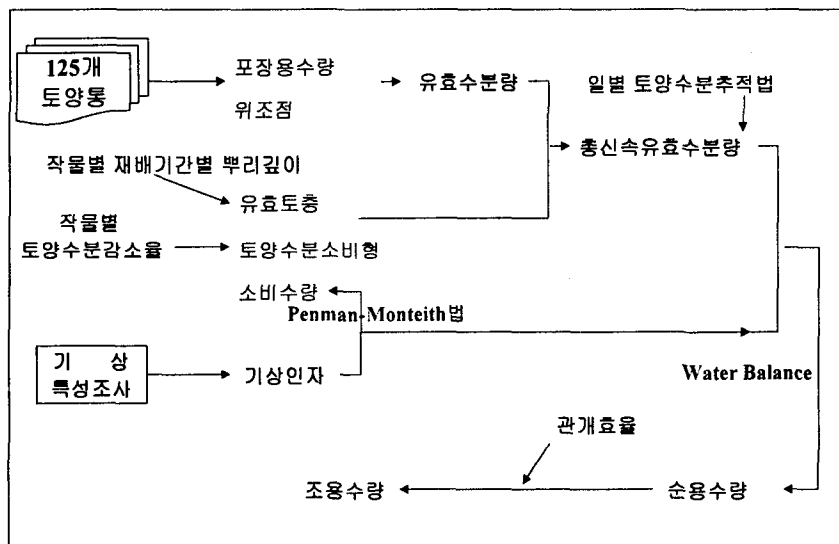 125개
토양통
포장용수량
위조점
유효수분량
일별 토양수분추적법
총신속유효수분량
작물별 재배기간별 뿌리깊이
유효토층
작물별
토양수분감소율
토양수분소비형
소비수량
Penman-Monteith법
기 상
특성조사
기상인자
Water Balance
관개효율
조용수량
순용수량